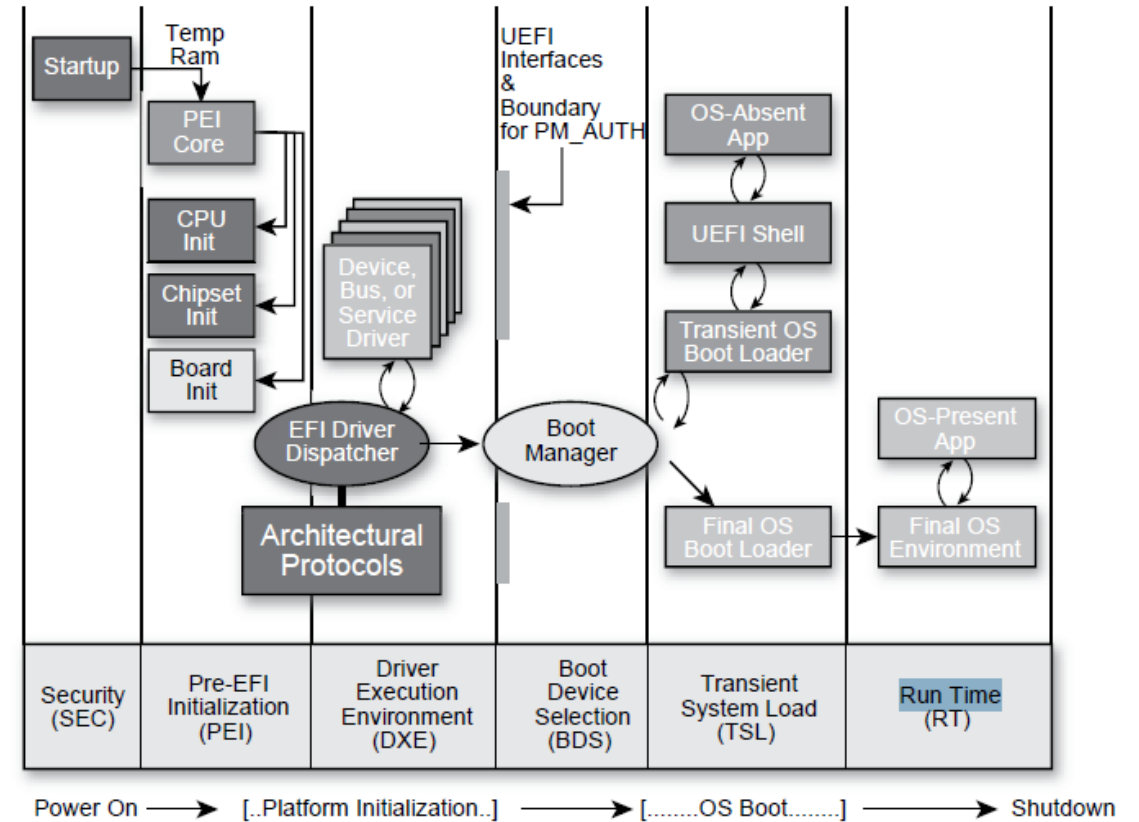 Startup
Temp
Ram
PEI
Core
CPU
Init
Chipset
Init
Board
Init
Device,
Bus, or
Service
Driver
EFI Driver
Dispatcher
Architectural
Protocols
UEFI
Interfaces
&
Boundary
for PM_AUTH
Boot
Manager
OS-Absent
App
UEFI Shell
Transient OS
Boot Loader
Final OS
Boot Loader
OS-Present
App
Final OS
Environment
Security
(SEC)
Pre-EFI
Initialization
(PEI)
Driver
Execution
Environment
(DXE)
Boot
Device
Selection
(BDS)
Transient
System Load
(TSL)
Run Time
(RT)
Power On
[..Platform Initialization..]
[........OS Boot........]
Shutdown